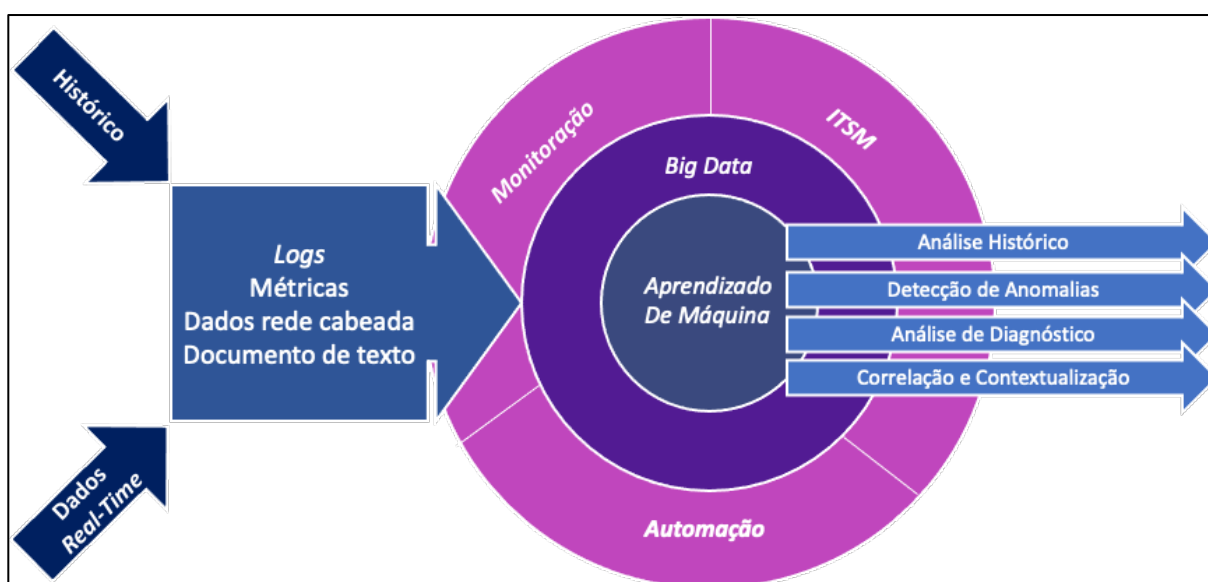 Histórico
Logs
Métricas
Dados rede cabeada
Documento de texto
Dados
Real-Time
Monitoração
ITSM
Big Data
Aprendizado
De Máquina
Automação
Análise Histórico
Detecção de Anomalias
Análise de Diagnóstico
Correlação e Contextualização